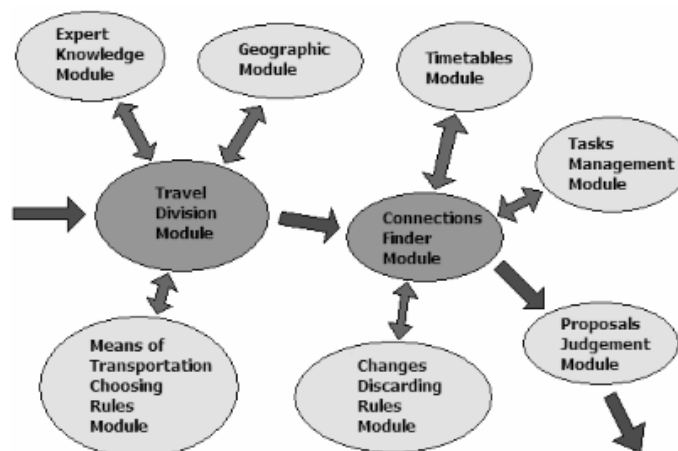 Expert
Knowledge
Module
Geographic
Module
Timetables
Module
Tasks
Management
Module
Travel
Division
Module
Connections
Finder
Module
Means of
Transportation
Choosing
Rules
Module
Changes
Discarding
Rules
Module
Proposals
Judgement
Module